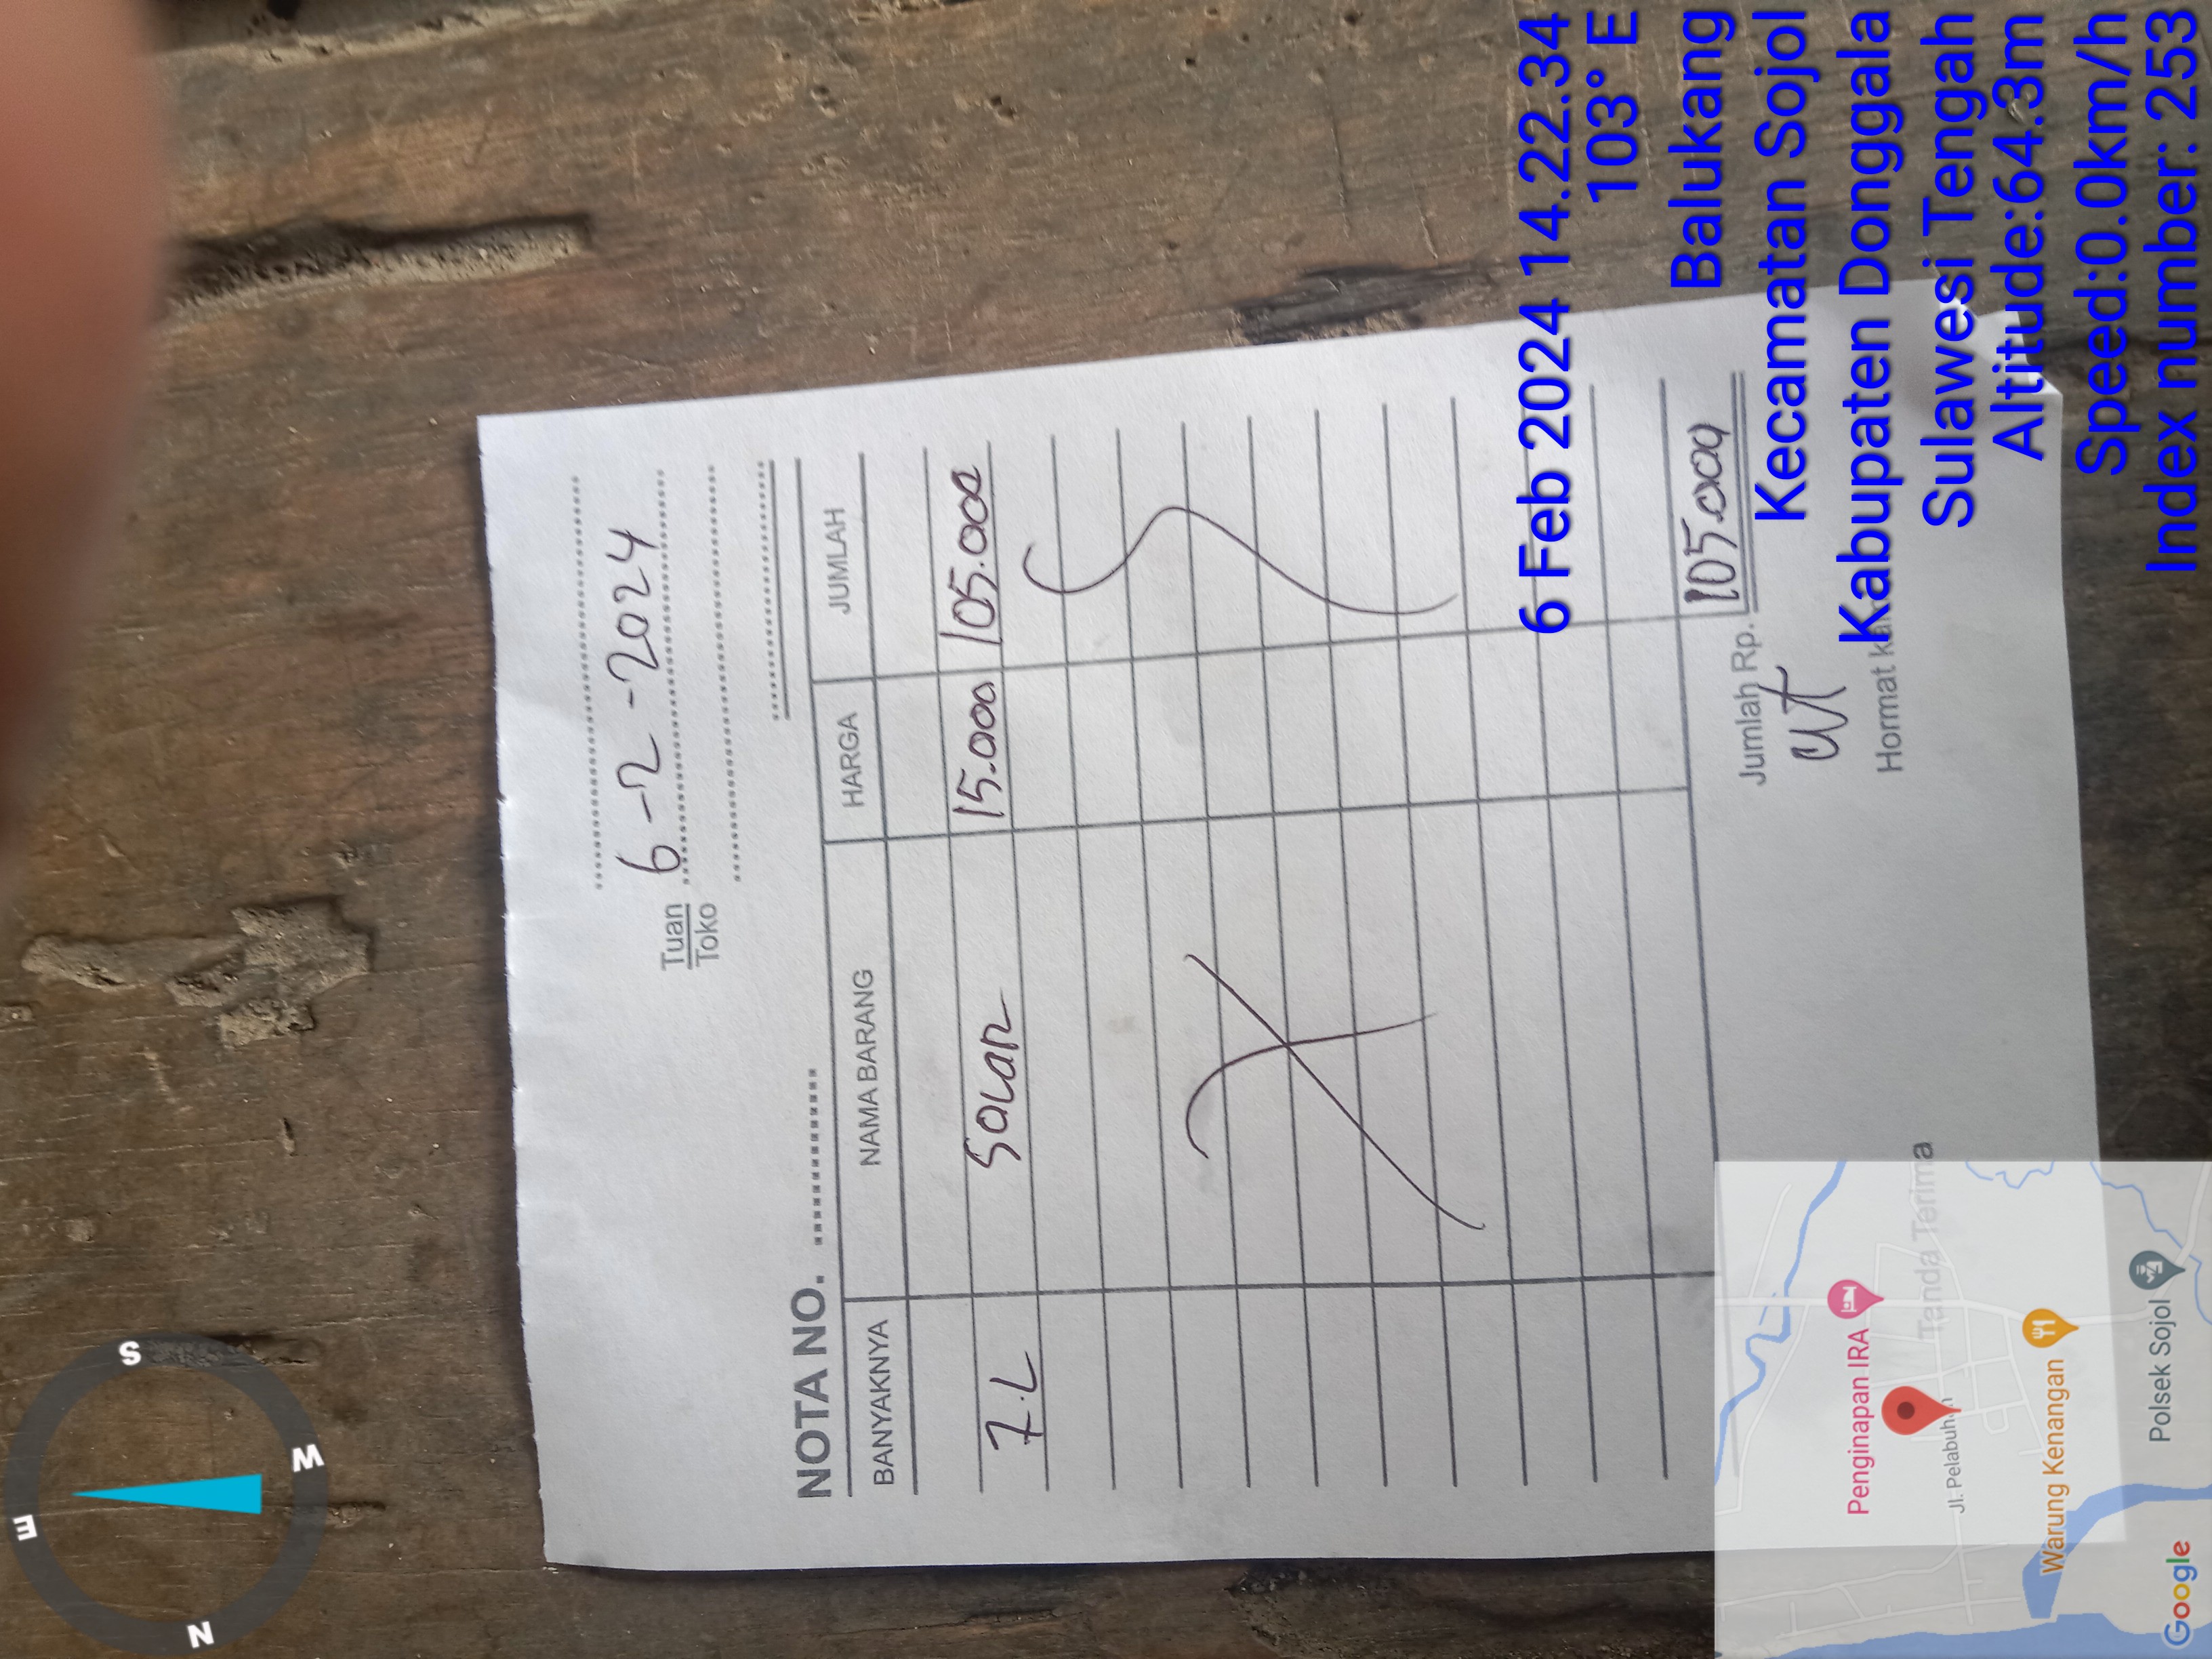 6-2-2024
Tuan
Toko
NOTA NO. ................
BANYAKNYA NAMA BARANG HARGA JUMLAH
7.L Solar 15.000 105.000
Jumlah Rp. 105.000
Hormat ka
Tanda Terima
6 Feb 2024 14.22.34
103° E
Balukang
Kecamatan Sojol
Kabupaten Donggala
Sulawesi Tengah
Altitude:64.3m
Speed:0.0km/h
Index number: 253
Penginapan IRA
Jl. Pelabuhan
Warung Kenangan
Polsek Sojol
Google
N
E
S
W